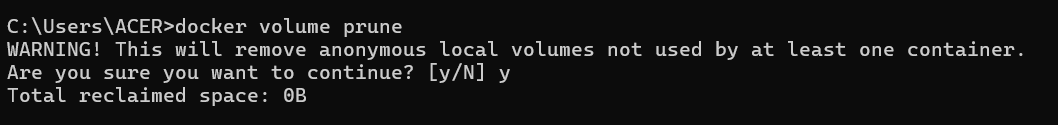 C:\Users\ACER>docker volume prune
WARNING! This will remove anonymous local volumes not used by at least one container.
Are you sure you want to continue? [y/N] y
Total reclaimed space: 0B